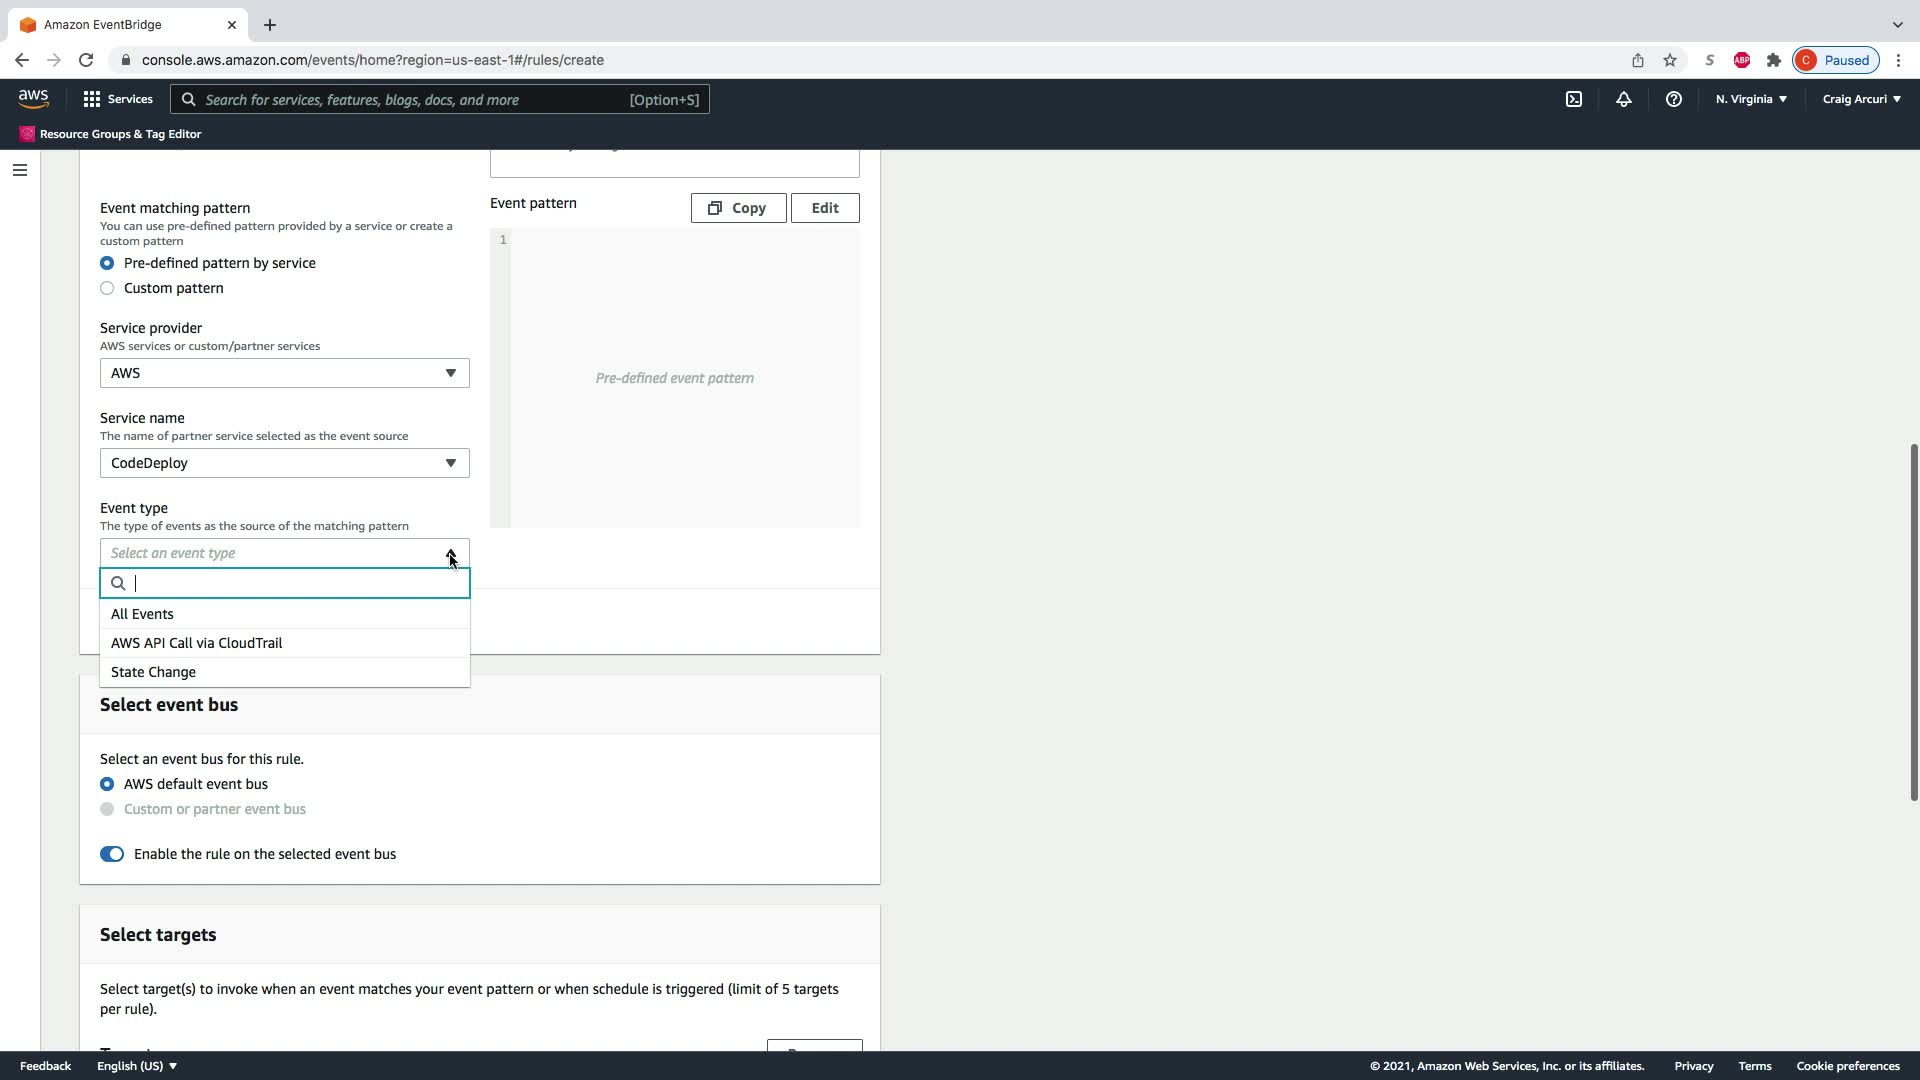 Amazon EventBridge
console.aws.amazon.com/events/home?region=us-east-1#/rules/create
S
ABP
C
Paused
aws
Services
Search for services, features, blogs, docs, and more
[Option+S]
N. Virginia
Craig Arcuri
Resource Groups & Tag Editor
Event matching pattern
You can use pre-defined pattern provided by a service or create a
custom pattern
Pre-defined pattern by service
Custom pattern
Service provider
AWS services or custom/partner services
AWS
Service name
The name of partner service selected as the event source
CodeDeploy
Event type
The type of events as the source of the matching pattern
Select an event type
All Events
AWS API Call via CloudTrail
State Change
Event pattern
Copy
Edit
1
Pre-defined event pattern
Select event bus
Select an event bus for this rule.
AWS default event bus
Custom or partner event bus
Enable the rule on the selected event bus
Select targets
Select target(s) to invoke when an event matches your event pattern or when schedule is triggered (limit of 5 targets
per rule).
Feedback
English (US)
© 2021, Amazon Web Services, Inc. or its affiliates.
Privacy
Terms
Cookie preferences